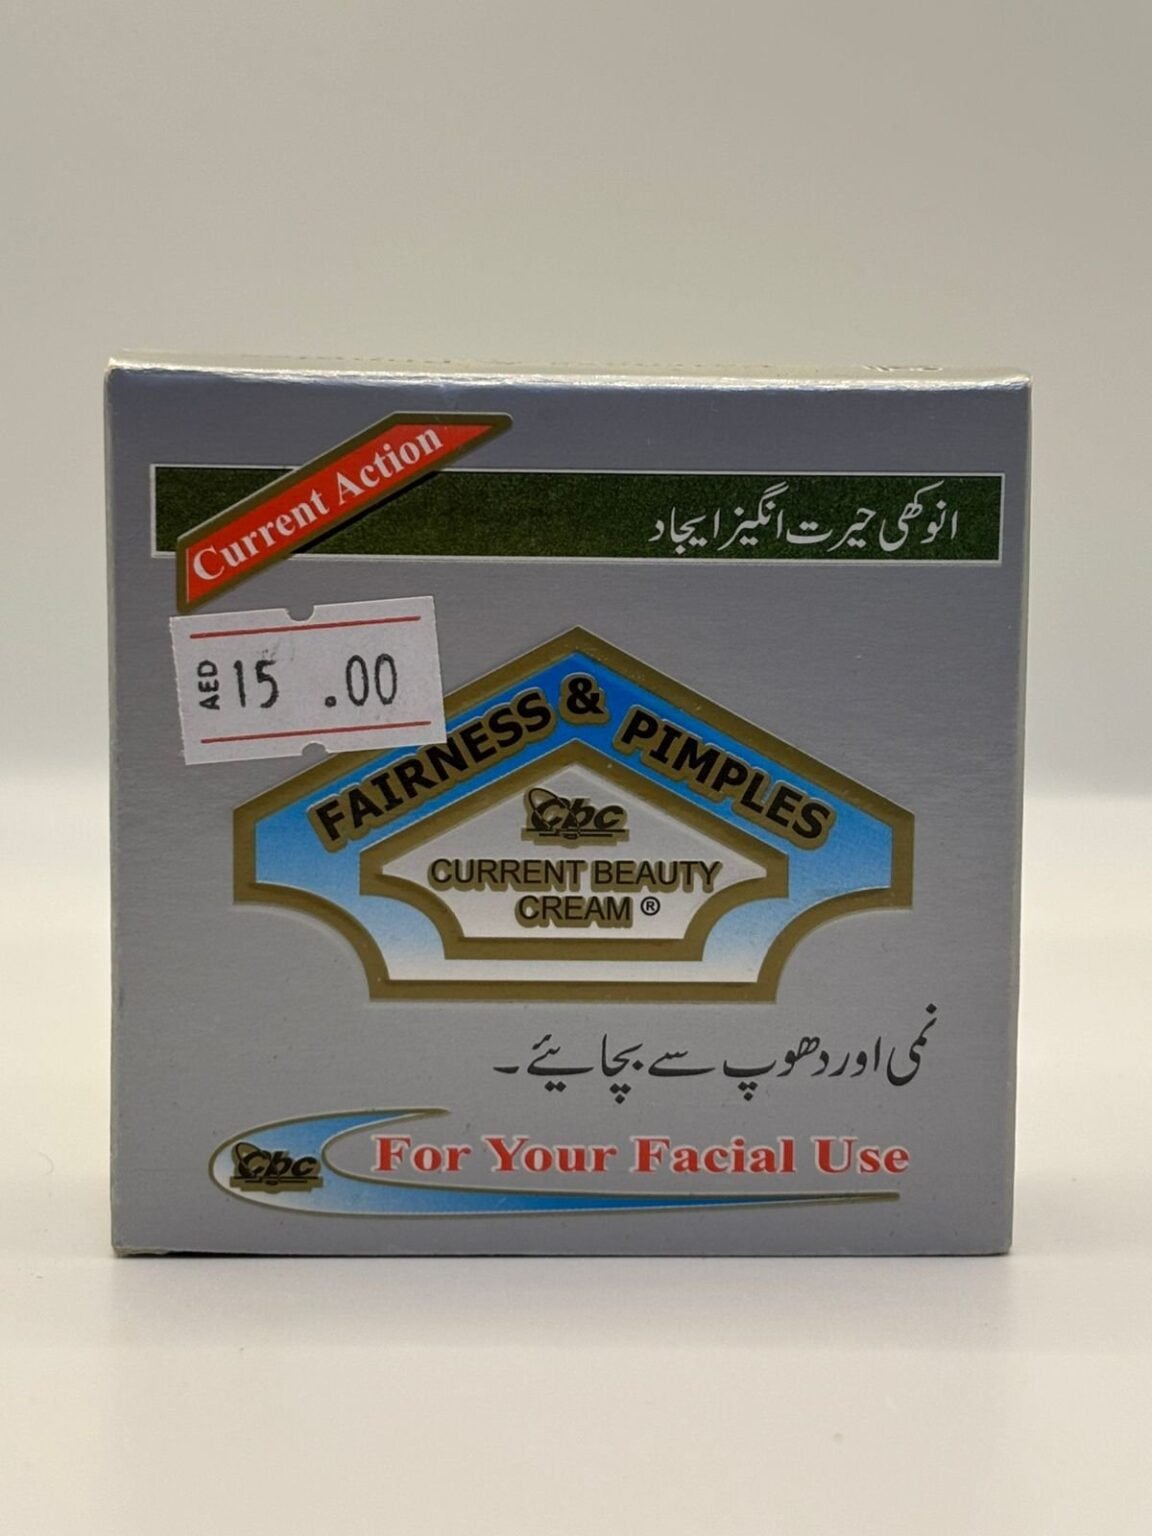 Current Action
انوکھی حیرت انگیز ایجاد
AED 15 .00
FAIRNESS & PIMPLES
Cbc
CURRENT BEAUTY
CREAM ®
نمی اور دھوپ سے بچائیے۔
Cbc
For Your Facial Use